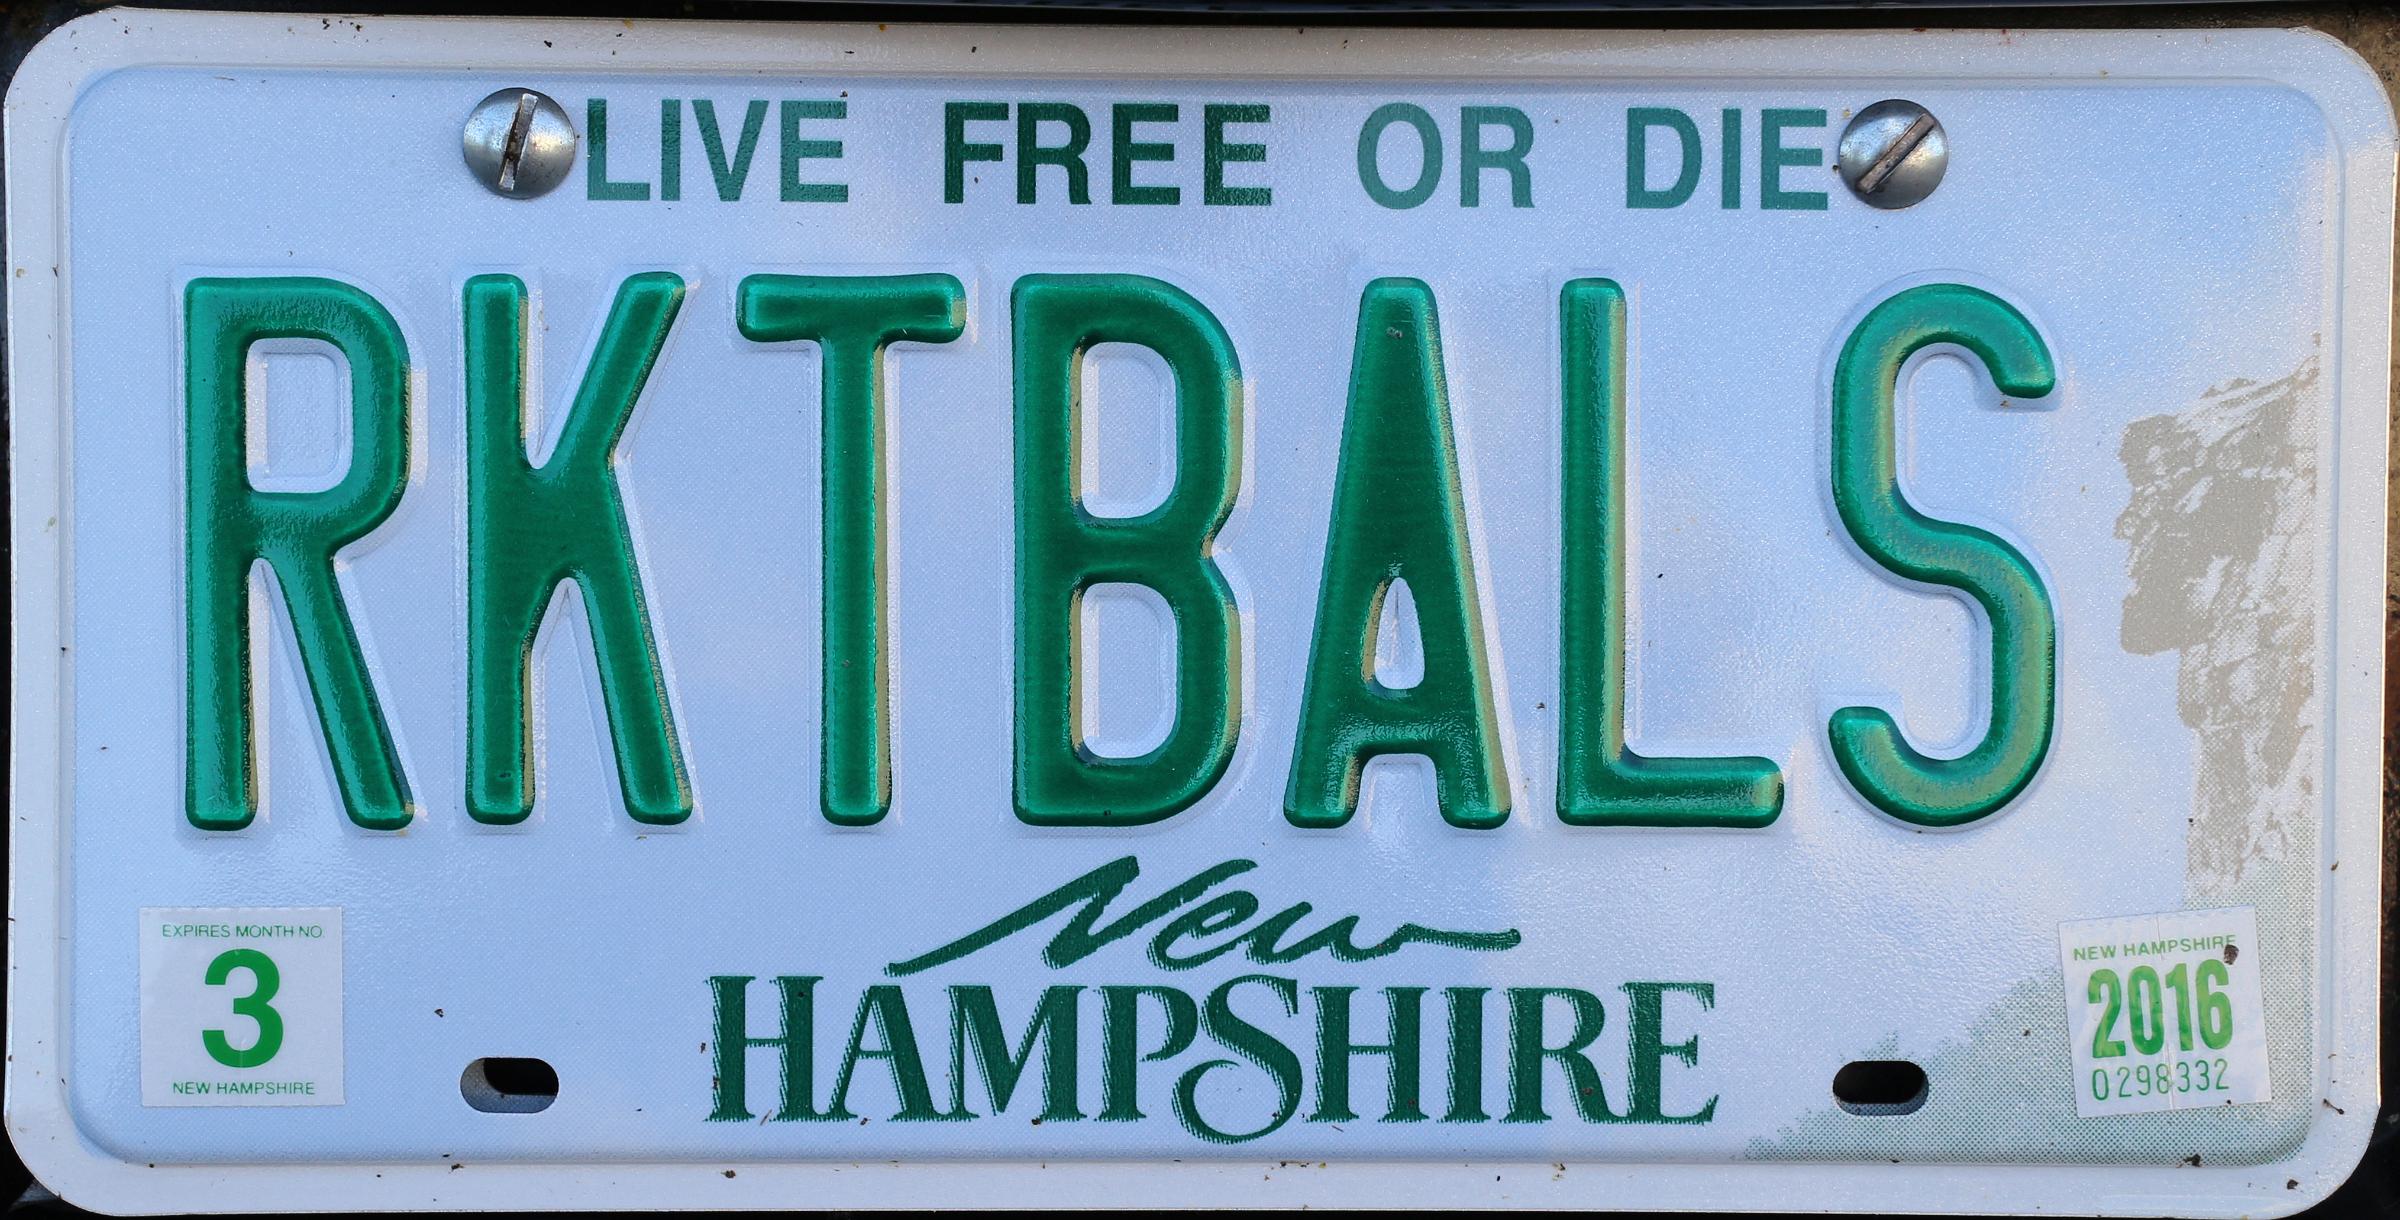 LIVE FREE OR DIE
RKTBALS
New
HAMPSHIRE
EXPIRES MONTH NO.
3
NEW HAMPSHIRE
NEW HAMPSHIRE
2016
0298332